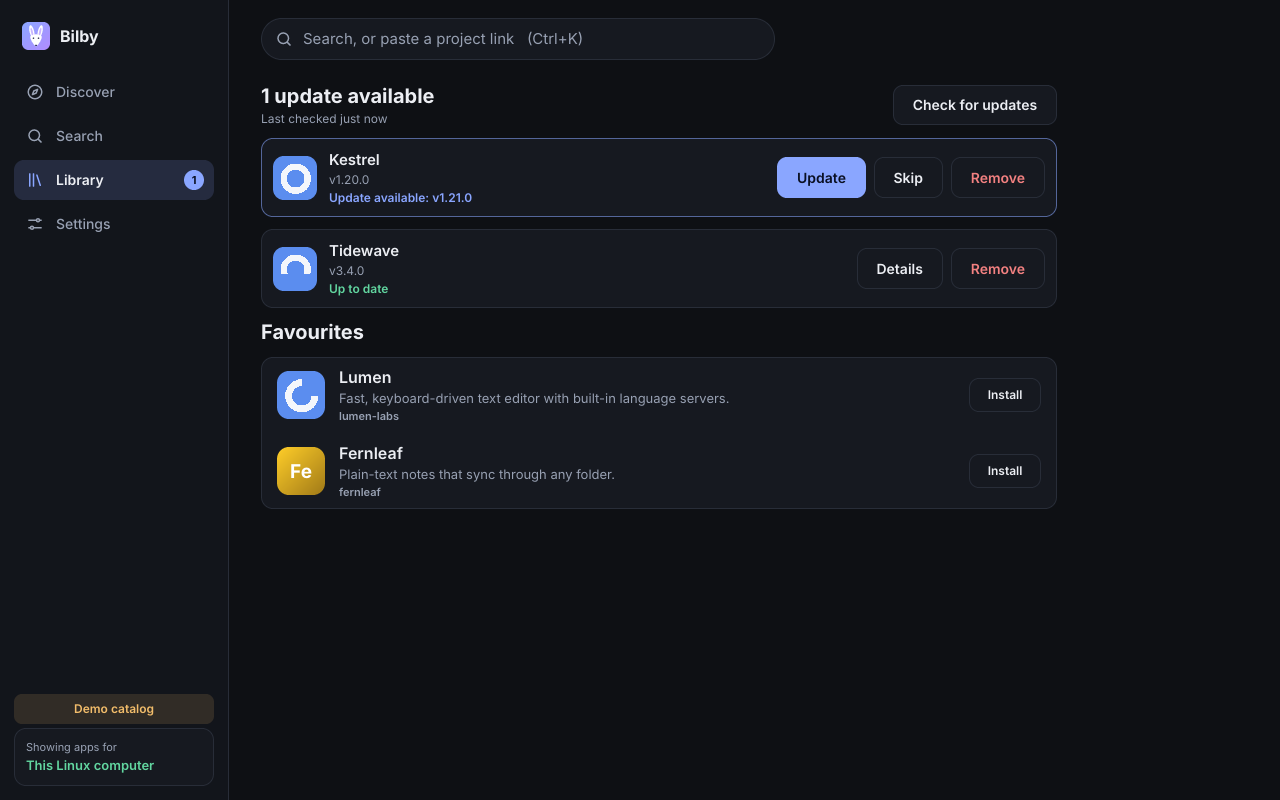 Bilby
Discover
Search
Library 1
Settings
Demo catalog
Showing apps for
This Linux computer
Search, or paste a project link (Ctrl+K)
1 update available
Last checked just now
Check for updates
Kestrel
v1.20.0
Update available: v1.21.0
Update
Skip
Remove
Tidewave
v3.4.0
Up to date
Details
Remove
Favourites
Lumen
Fast, keyboard-driven text editor with built-in language servers.
lumen-labs
Install
Fe
Fernleaf
Plain-text notes that sync through any folder.
fernleaf
Install